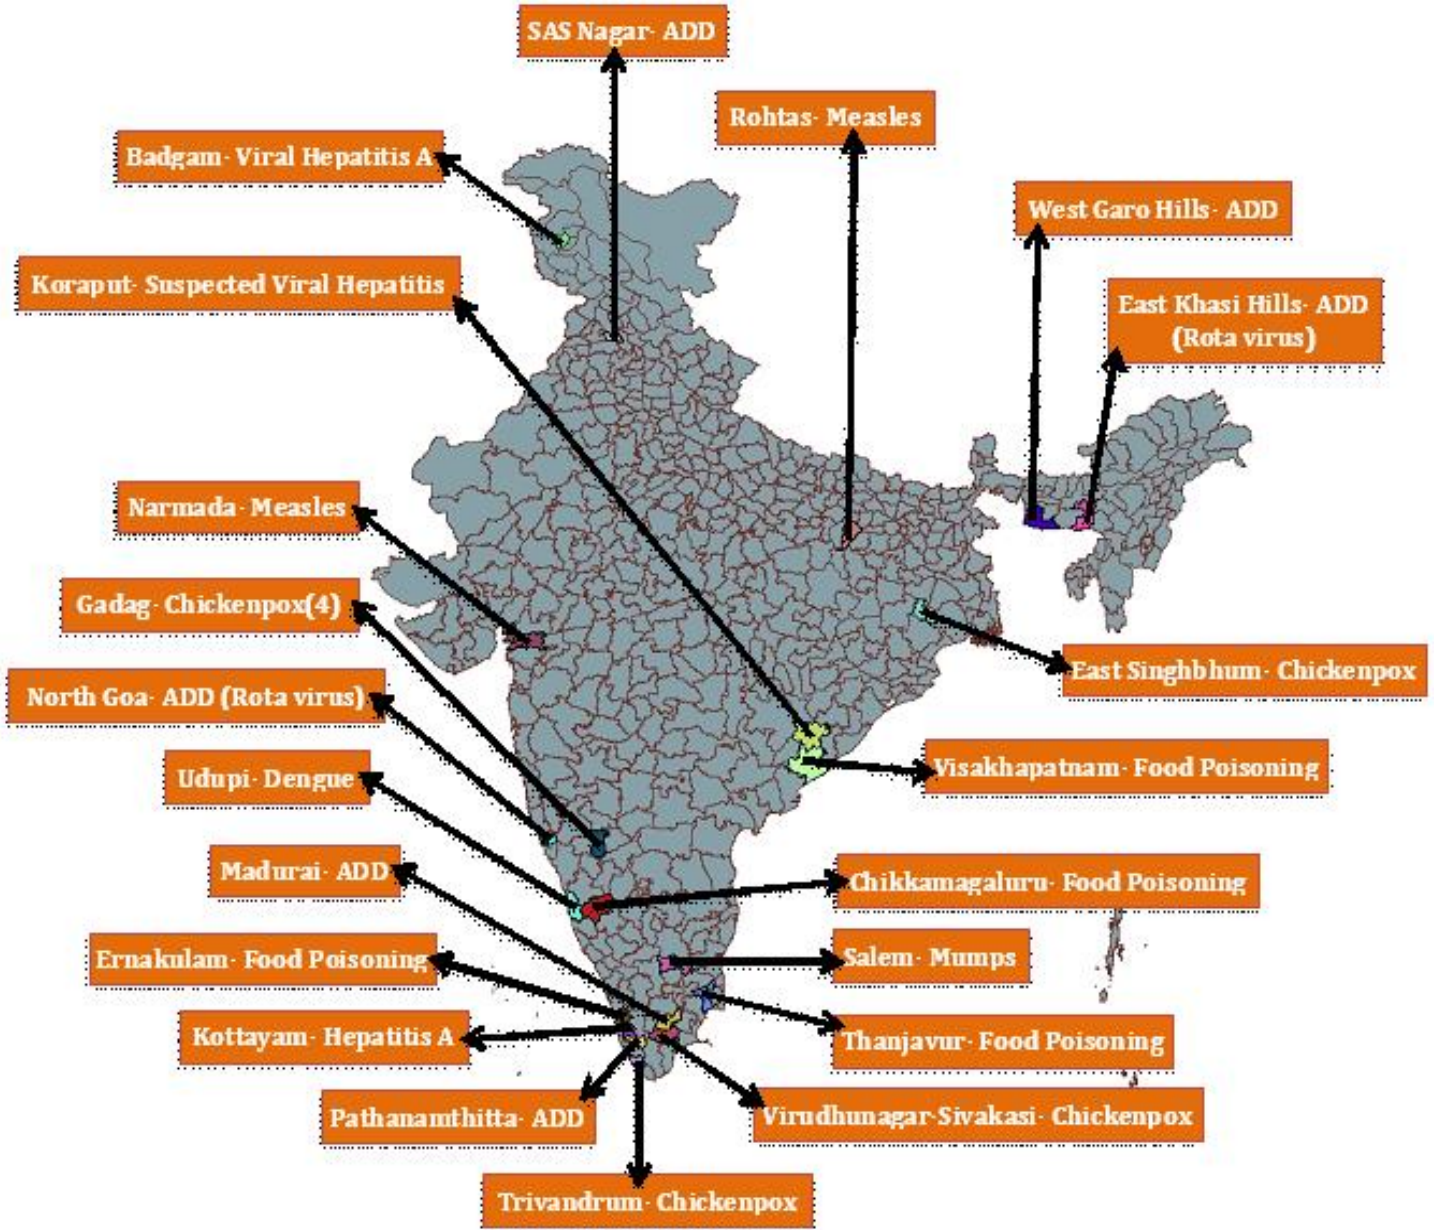 SAS Nagar- ADD
Rohtas- Measles
Badgam- Viral Hepatitis A
West Garo Hills- ADD
Koraput- Suspected Viral Hepatitis
East Khasi Hills- ADD
(Rota virus)
Narmada- Measles
Gadag- Chickenpox(4)
East Singhbhum- Chickenpox
North Goa- ADD (Rota virus)
Visakhapatnam- Food Poisoning
Udupi- Dengue
Madurai- ADD
Chikkamagaluru- Food Poisoning
Ernakulam- Food Poisoning
Salem- Mumps
Kottayam- Hepatitis A
Thanjavur- Food Poisoning
Pathanamthitta- ADD
Virudhunagar-Sivakasi- Chickenpox
Trivandrum- Chickenpox